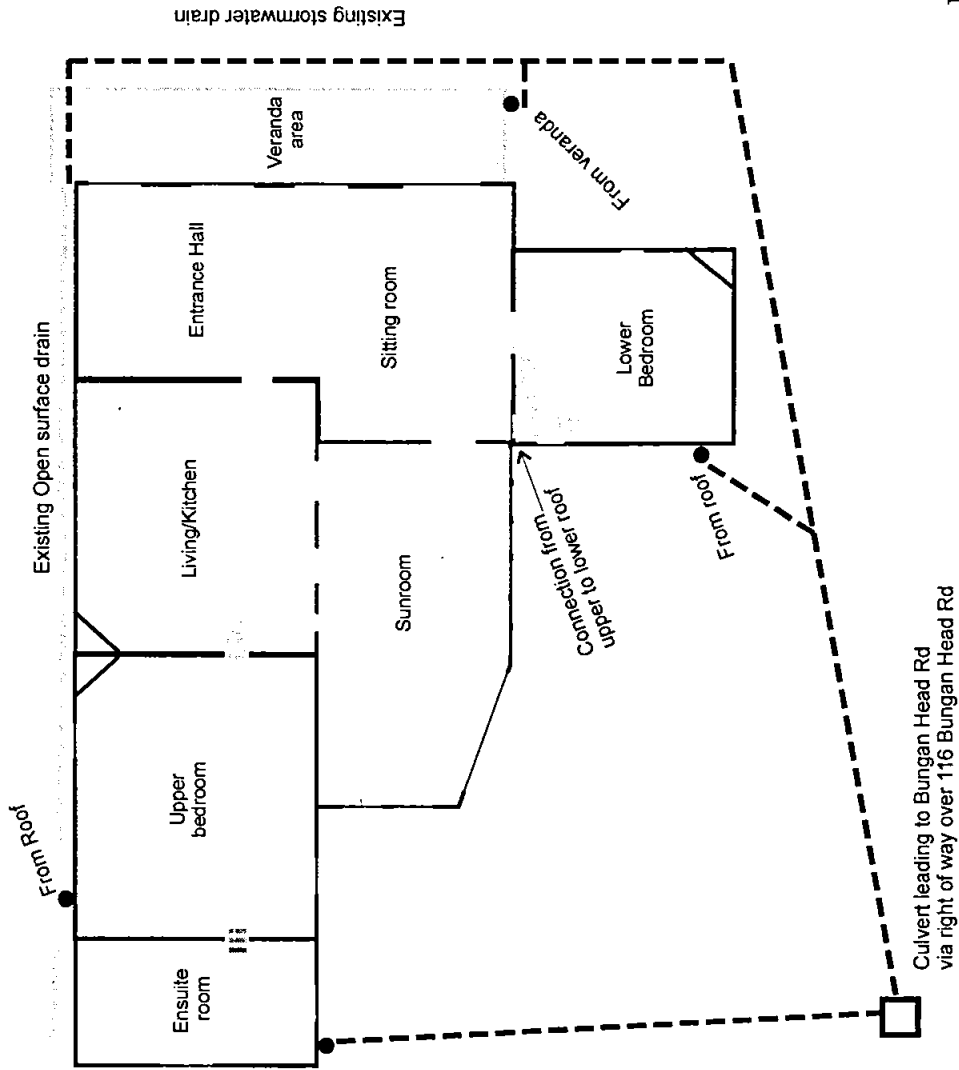 Existing stormwater drain
Veranda
area
From veranda
Entrance Hall
Sitting room
Lower
Bedroom
Existing Open surface drain
Living/Kitchen
Sunroom
Connection from
upper to lower roof
From roof
From Roof
Upper
bedroom
Ensuite
room
Culvert leading to Bungan Head Rd
via right of way over 116 Bungan Head Rd